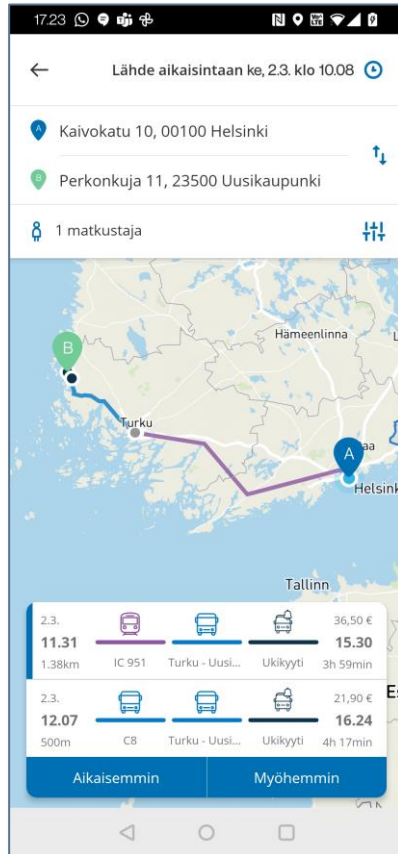 17.23
Lähde aikaisintaan ke, 2.3. klo 10.08
A
Kaivokatu 10, 00100 Helsinki
B
Perkonkuja 11, 23500 Uusikaupunki
1 matkustaja
Hämeenlinna
L
B
Turku
aa
A
Helsink
Tallinn
2.3. 36,50 €
11.31 15.30
1.38km IC 951 Turku - Uusi... Ukikyyti 3h 59min
Es
2.3. 21,90 €
12.07 16.24
500m C8 Turku - Uusi... Ukikyyti 4h 17min
Aikaisemmin Myöhemmin